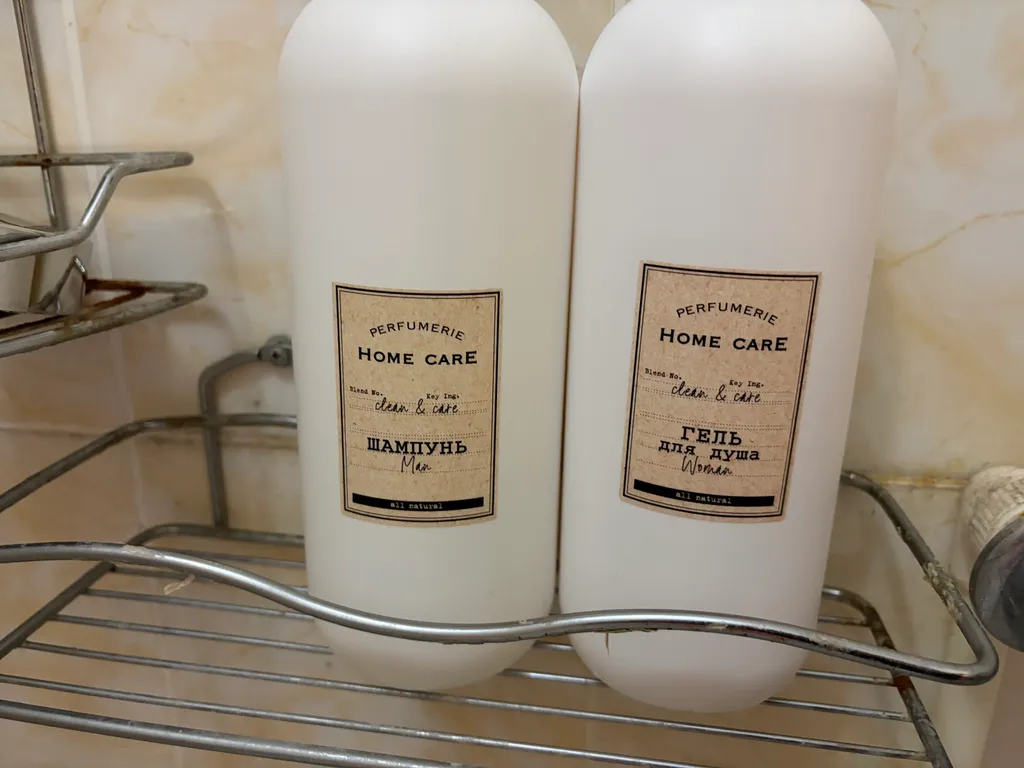 PERFUMERIE
HOME CARE
Blend No. Key Ing.
clean & care
ШАМПУНЬ
Man
all natural
PERFUMERIE
HOME CARE
Blend No. Key Ing.
clean & care
ГЕЛЬ
для душа
Woman
all natural